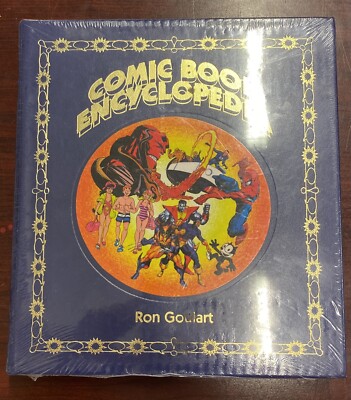 COMIC BOOK
ENCYCLOPEDIA
Ron Goulart